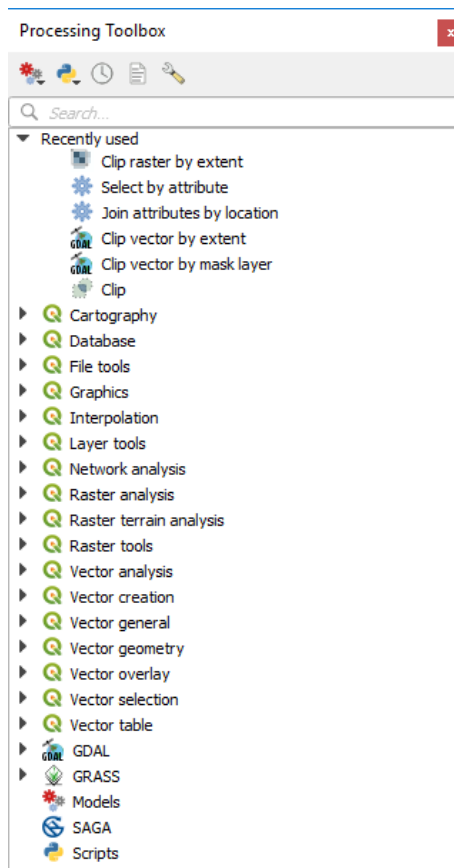 Processing Toolbox
x
Search...
Recently used
Clip raster by extent
Select by attribute
Join attributes by location
GDAL Clip vector by extent
GDAL Clip vector by mask layer
Clip
Cartography
Database
File tools
Graphics
Interpolation
Layer tools
Network analysis
Raster analysis
Raster terrain analysis
Raster tools
Vector analysis
Vector creation
Vector general
Vector geometry
Vector overlay
Vector selection
Vector table
GDAL GDAL
GRASS
Models
SAGA
Scripts